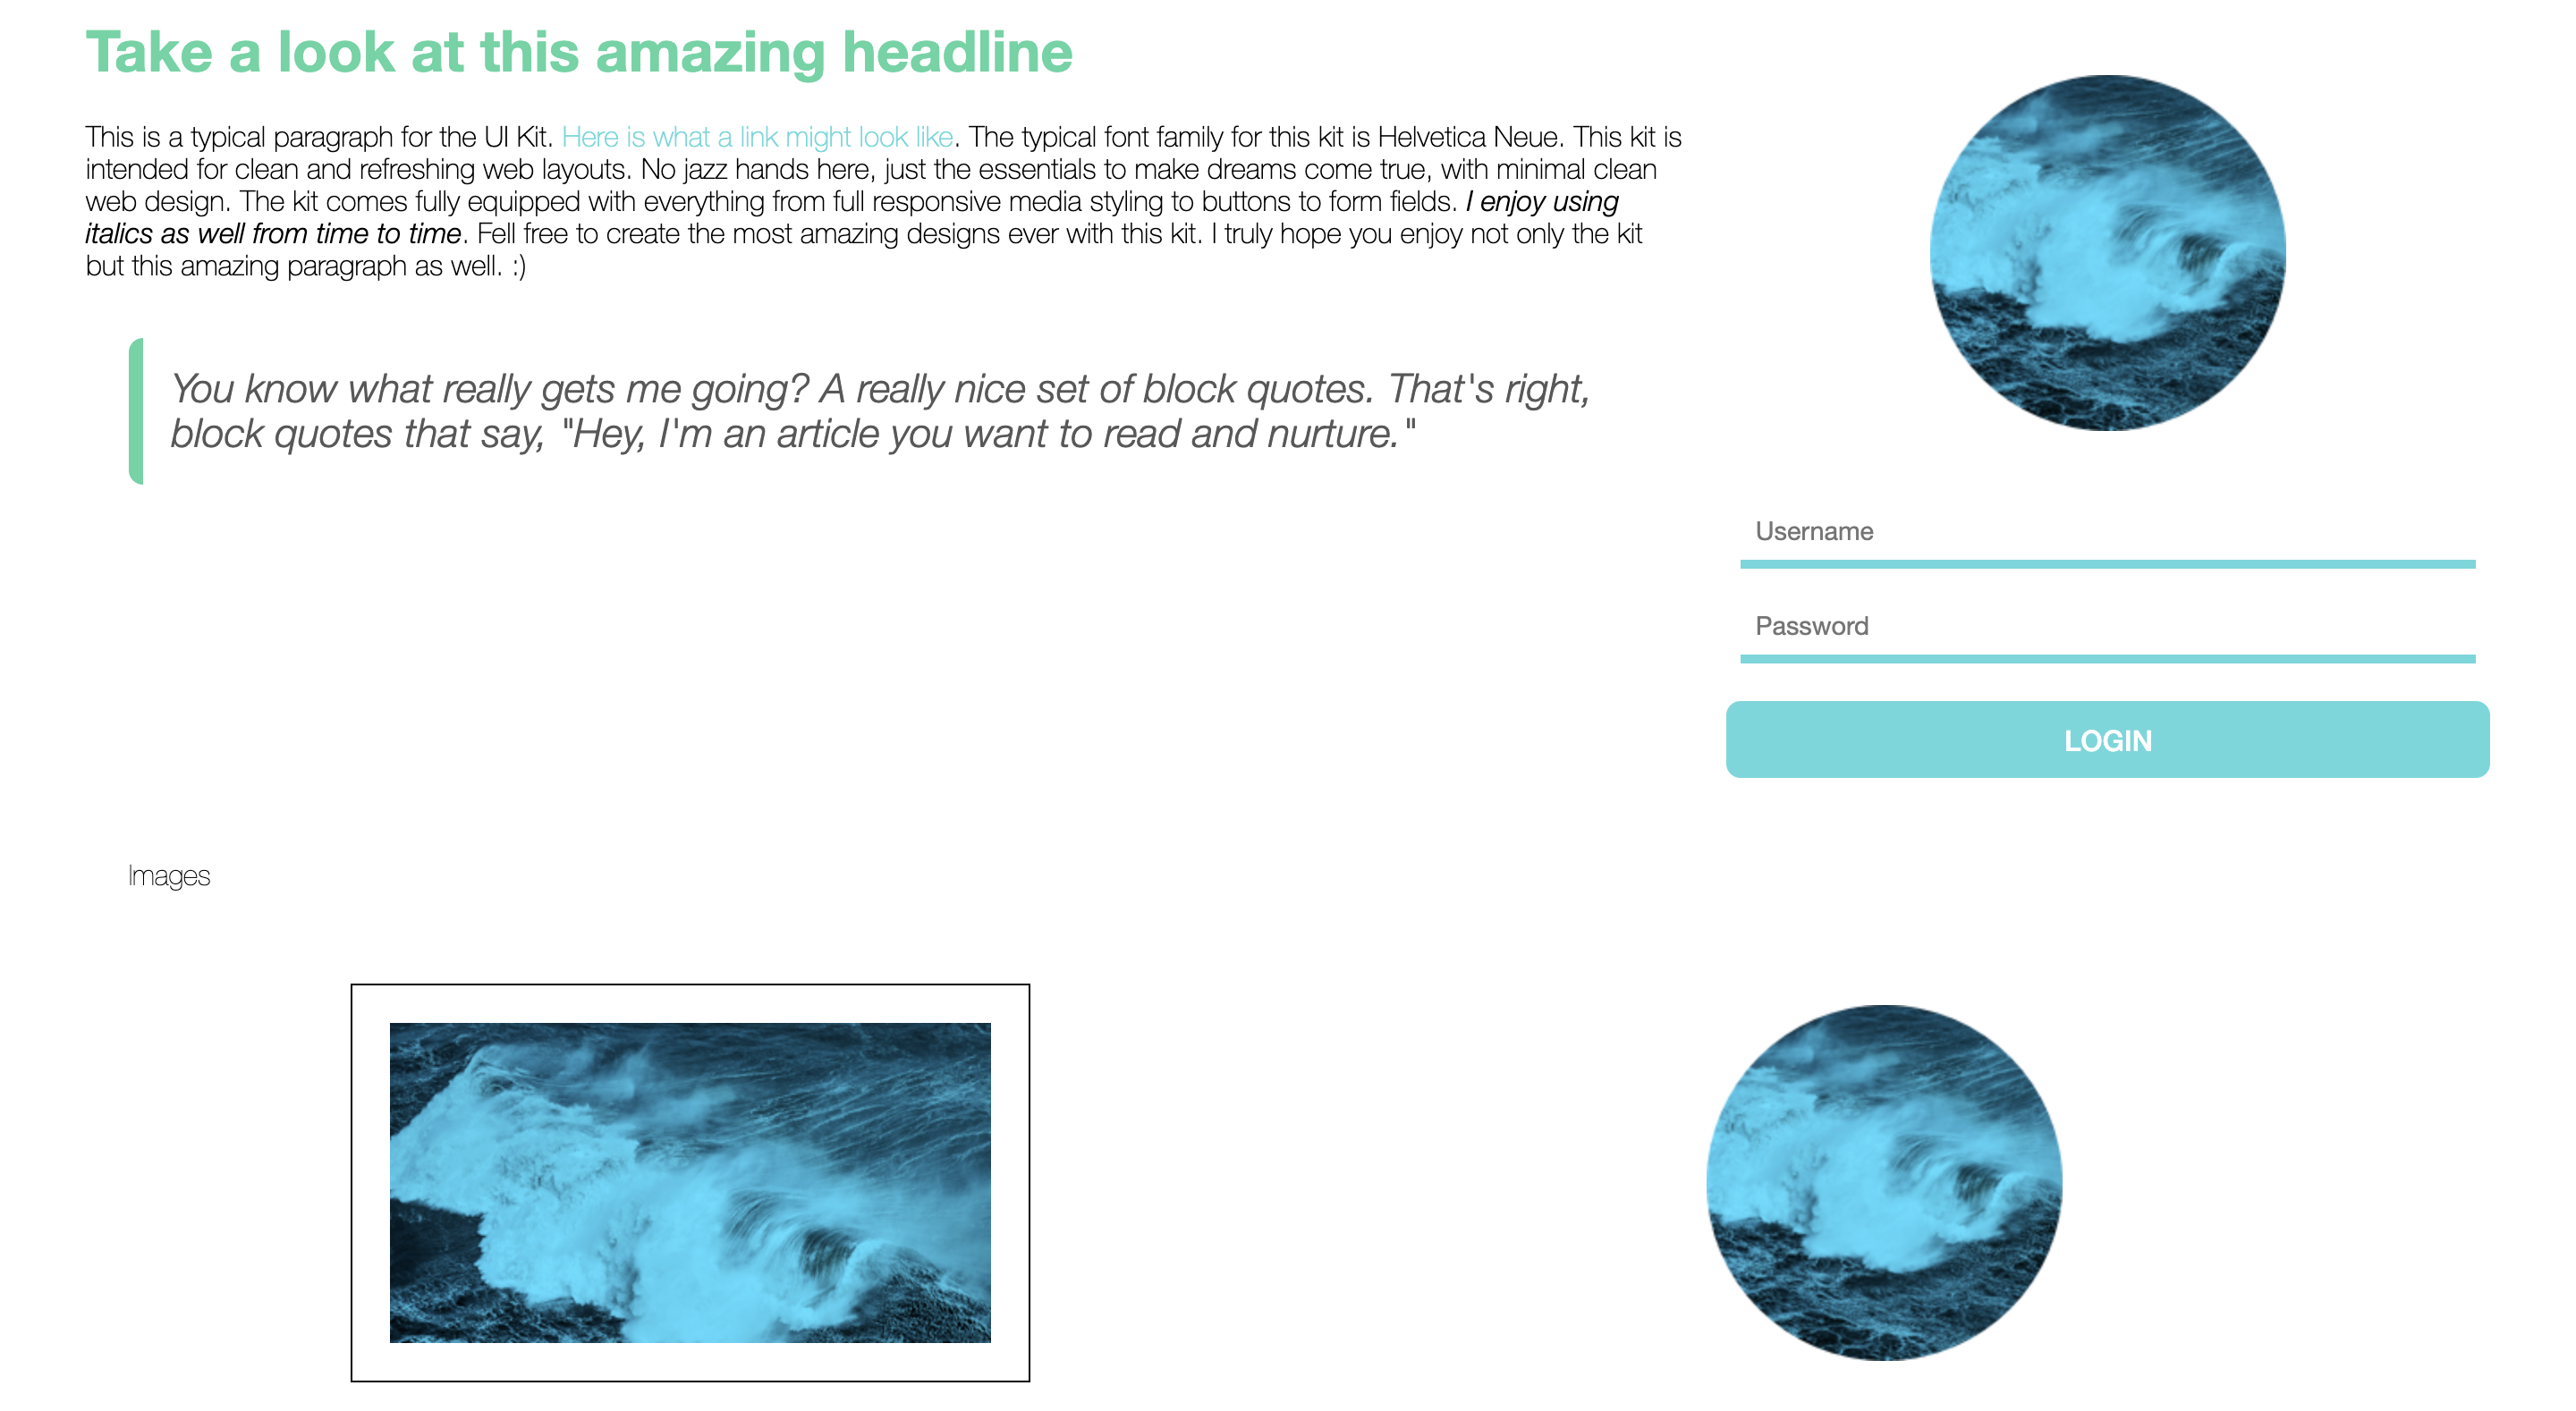 Take a look at this amazing headline
This is a typical paragraph for the UI Kit. Here is what a link might look like. The typical font family for this kit is Helvetica Neue. This kit is
intended for clean and refreshing web layouts. No jazz hands here, just the essentials to make dreams come true, with minimal clean
web design. The kit comes fully equipped with everything from full responsive media styling to buttons to form fields. I enjoy using
italics as well from time to time. Fell free to create the most amazing designs ever with this kit. I truly hope you enjoy not only the kit
but this amazing paragraph as well. :)
You know what really gets me going? A really nice set of block quotes. That's right,
block quotes that say, "Hey, I'm an article you want to read and nurture."
Username
Password
LOGIN
Images